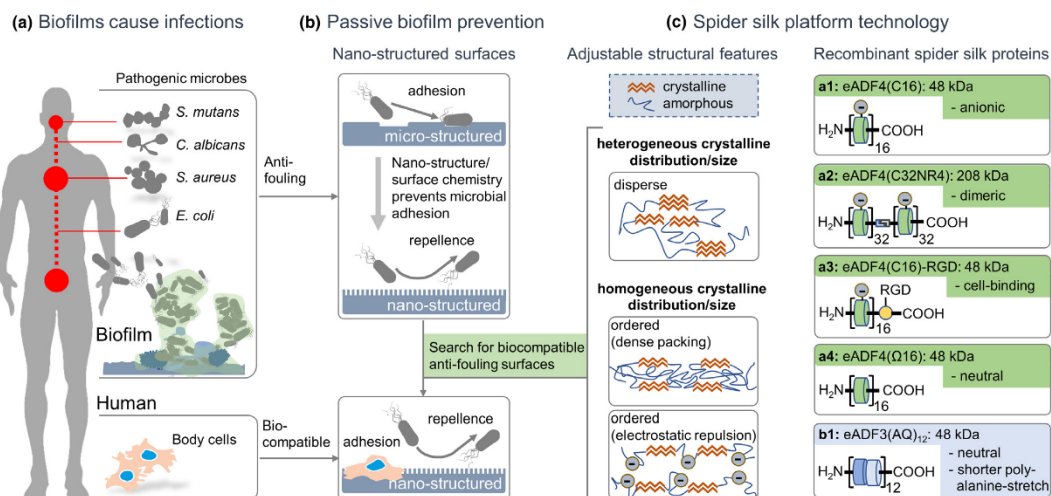 (a) Biofilms cause infections
Pathogenic microbes
S. mutans
C. albicans
S. aureus
E. coli
Biofilm
Human
Body cells
Anti-
fouling
Bio-
compatible
(b) Passive biofilm prevention
Nano-structured surfaces
adhesion
micro-structured
Nano-structure/
surface chemistry
prevents microbial
adhesion
repellence
nano-structured
Search for biocompatible
anti-fouling surfaces
repellence
adhesion
nano-structured
(c) Spider silk platform technology
Adjustable structural features
crystalline
amorphous
heterogeneous crystalline
distribution/size
disperse
homogeneous crystalline
distribution/size
ordered
(dense packing)
ordered
(electrostatic repulsion)
Recombinant spider silk proteins
a1: eADF4(C16): 48 kDa
- anionic
H₂N COOH
16
a2: eADF4(C32NR4): 208 kDa
- dimeric
H₂N COOH
32 32
a3: eADF4(C16)-RGD: 48 kDa
- cell-binding
RGD
H₂N COOH
16
a4: eADF4(Ω16): 48 kDa
- neutral
H₂N COOH
16
b1: eADF3(AQ)₁₂: 48 kDa
- neutral
- shorter poly-
alanine-stretch
H₂N COOH
12